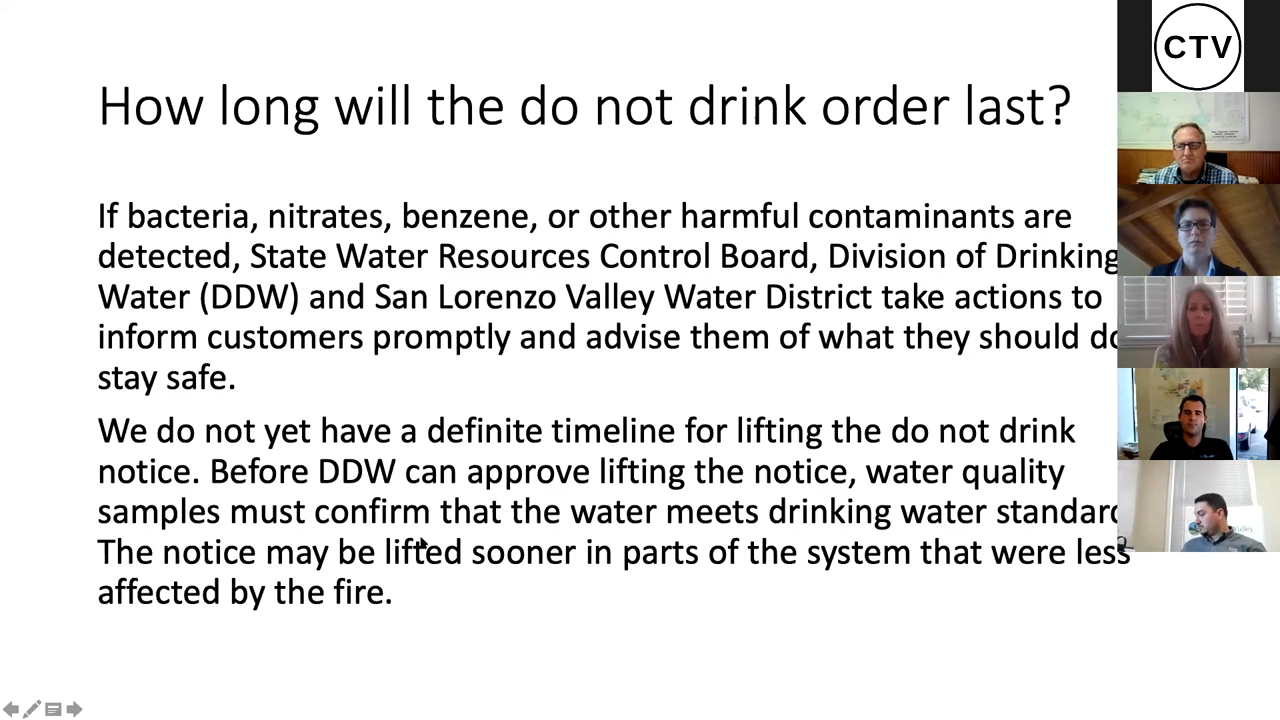 How long will the do not drink order last?
If bacteria, nitrates, benzene, or other harmful contaminants are
detected, State Water Resources Control Board, Division of Drinking
Water (DDW) and San Lorenzo Valley Water District take actions to
inform customers promptly and advise them of what they should do
stay safe.
We do not yet have a definite timeline for lifting the do not drink
notice. Before DDW can approve lifting the notice, water quality
samples must confirm that the water meets drinking water standard
The notice may be lifted sooner in parts of the system that were less
affected by the fire.
CTV